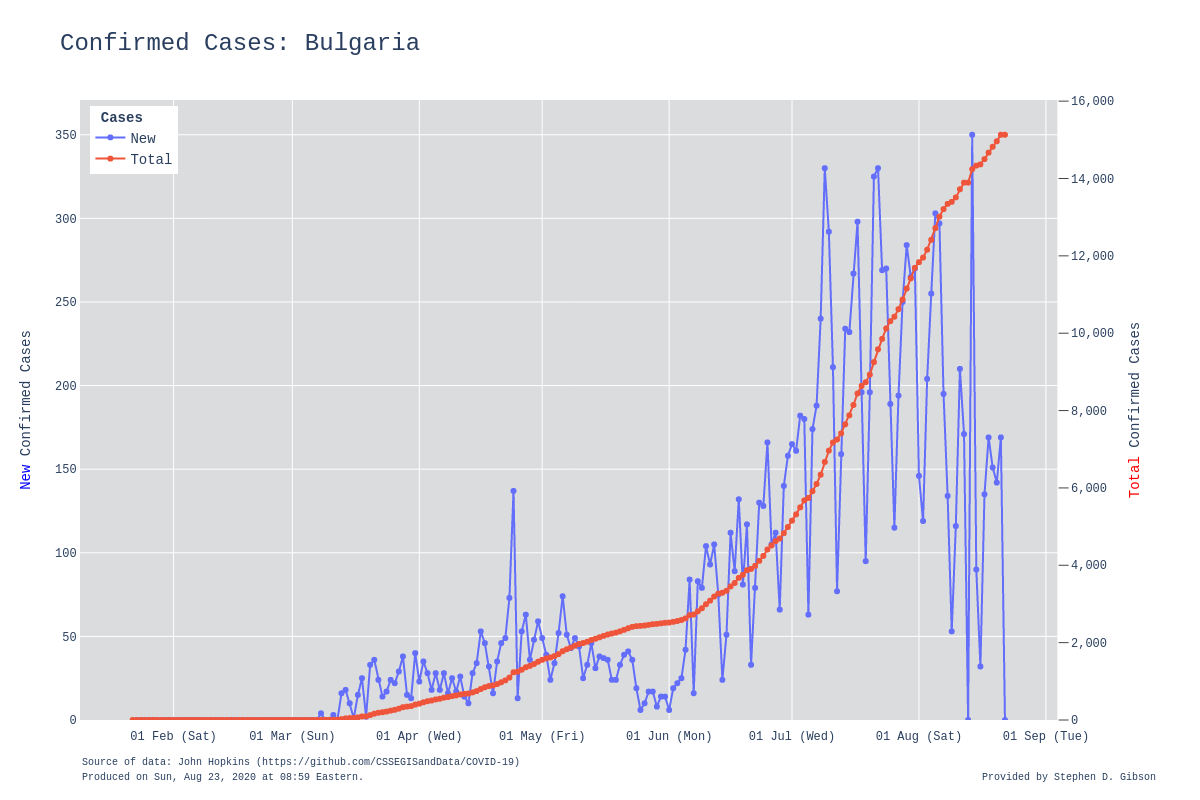 Confirmed Cases: Bulgaria
Cases
New
Total
350
300
250
200
150
100
50
0
16,000
14,000
12,000
10,000
8,000
6,000
4,000
2,000
0
New Confirmed Cases
Total Confirmed Cases
01 Feb (Sat)
01 Mar (Sun)
01 Apr (Wed)
01 May (Fri)
01 Jun (Mon)
01 Jul (Wed)
01 Aug (Sat)
01 Sep (Tue)
Source of data: John Hopkins (https://github.com/CSSEGISandData/COVID-19)
Produced on Sun, Aug 23, 2020 at 08:59 Eastern.
Provided by Stephen D. Gibson